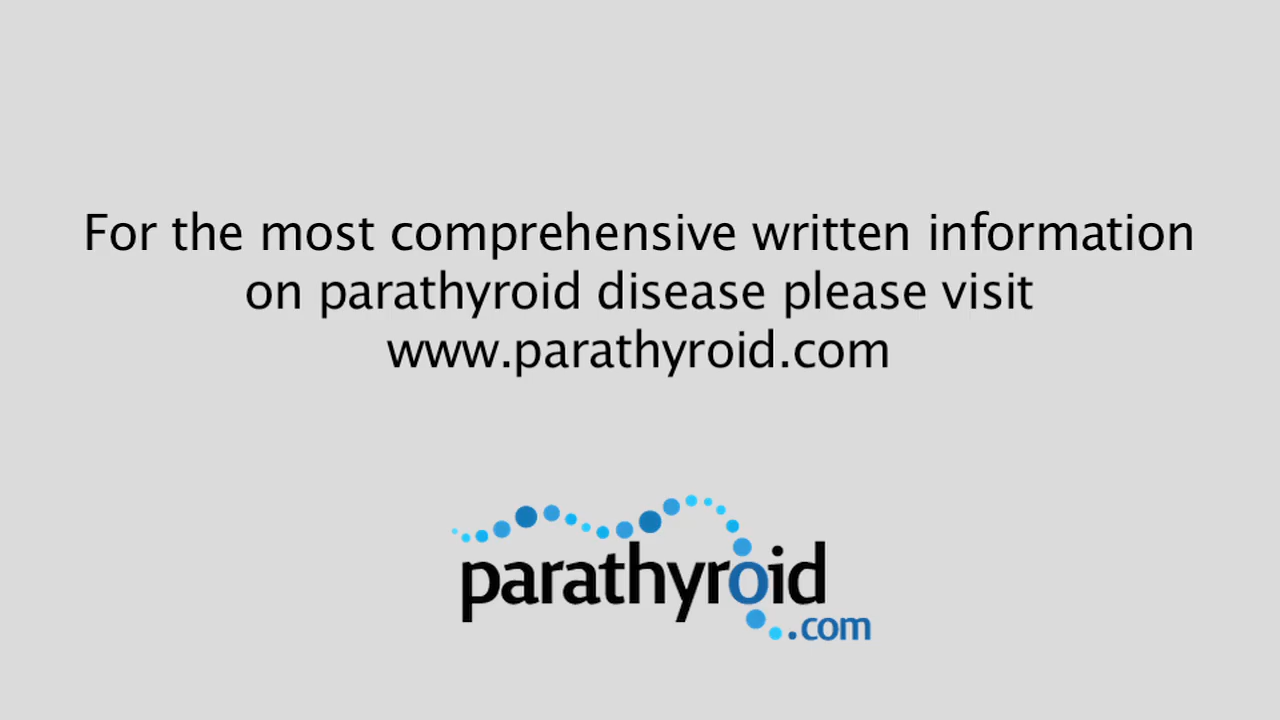 For the most comprehensive written information
on parathyroid disease please visit
www.parathyroid.com
parathyroid
.com